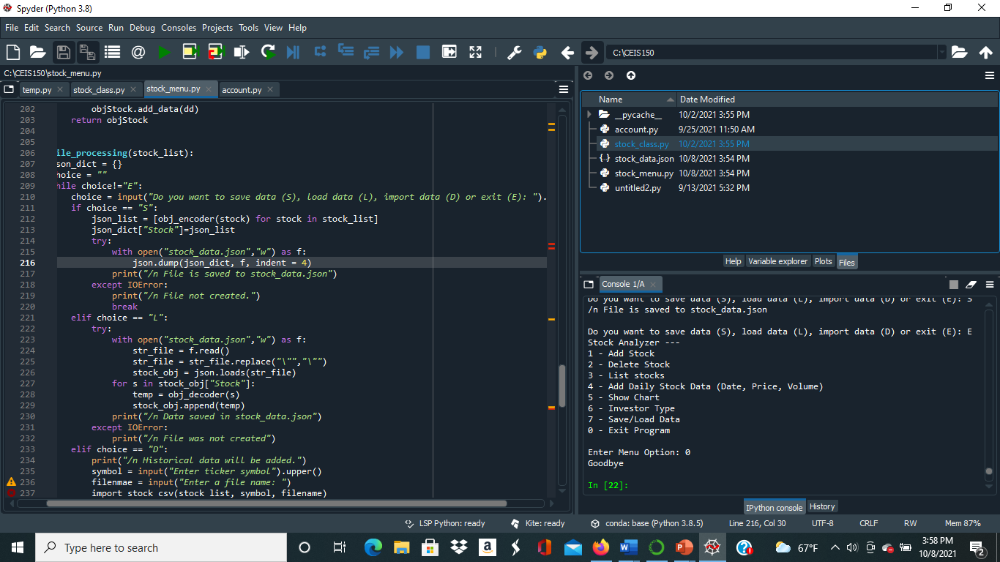 Spyder (Python 3.8)
File Edit Search Source Run Debug Consoles Projects Tools View Help
C:\CEIS150
C:\CEIS150\stock_menu.py
temp.py stock_class.py stock_menu.py account.py
202 objStock.add_data(dd)
203 return objStock
204
205
206 ile_processing(stock_list):
207 son_dict = {}
208 hoice = ""
209 hile choice!="E":
210 choice = input("Do you want to save data (S), load data (L), import data (D) or exit (E): ").
211 if choice == "S":
212 json_list = [obj_encoder(stock) for stock in stock_list]
213 json_dict["Stock"]=json_list
214 try:
215 with open("stock_data.json","w") as f:
216 json.dump(json_dict, f, indent = 4)
217 print("/n File is saved to stock_data.json")
218 except IOError:
219 print("/n File not created.")
220 break
221 elif choice == "L":
222 try:
223 with open("stock_data.json","w") as f:
224 str_file = f.read()
225 str_file = str_file.replace("\"","\"")
226 stock_obj = json.loads(str_file)
227 for s in stock_obj["Stock"]:
228 temp = obj_decoder(s)
229 stock_obj.append(temp)
230 print("/n Data saved in stock_data.json")
231 except IOError:
232 print("/n File was not created")
233 elif choice == "D":
234 print("/n Historical data will be added.")
235 symbol = input("Enter ticker symbol").upper()
236 filenmae = input("Enter a file name: ")
237 import_stock_csv(stock_list, symbol, filename)
Name Date Modified
__pycache__ 10/2/2021 3:55 PM
account.py 9/25/2021 11:50 AM
stock_class.py 10/2/2021 3:55 PM
stock_data.json 10/8/2021 3:54 PM
stock_menu.py 10/8/2021 3:54 PM
untitled2.py 9/13/2021 5:32 PM
Help Variable explorer Plots Files
Console 1/A
Do you want to save data (S), load data (L), import data (D) or exit (E): S
/n File is saved to stock_data.json
Do you want to save data (S), load data (L), import data (D) or exit (E): E
Stock Analyzer ---
1 - Add Stock
2 - Delete Stock
3 - List stocks
4 - Add Daily Stock Data (Date, Price, Volume)
5 - Show Chart
6 - Investor Type
7 - Save/Load Data
0 - Exit Program
Enter Menu Option: 0
Goodbye
In [22]:
IPython console History
LSP Python: ready Kite: ready conda: base (Python 3.8.5) Line 216, Col 30 UTF-8 CRLF RW Mem 87%
Type here to search
67°F
3:58 PM
10/8/2021
2